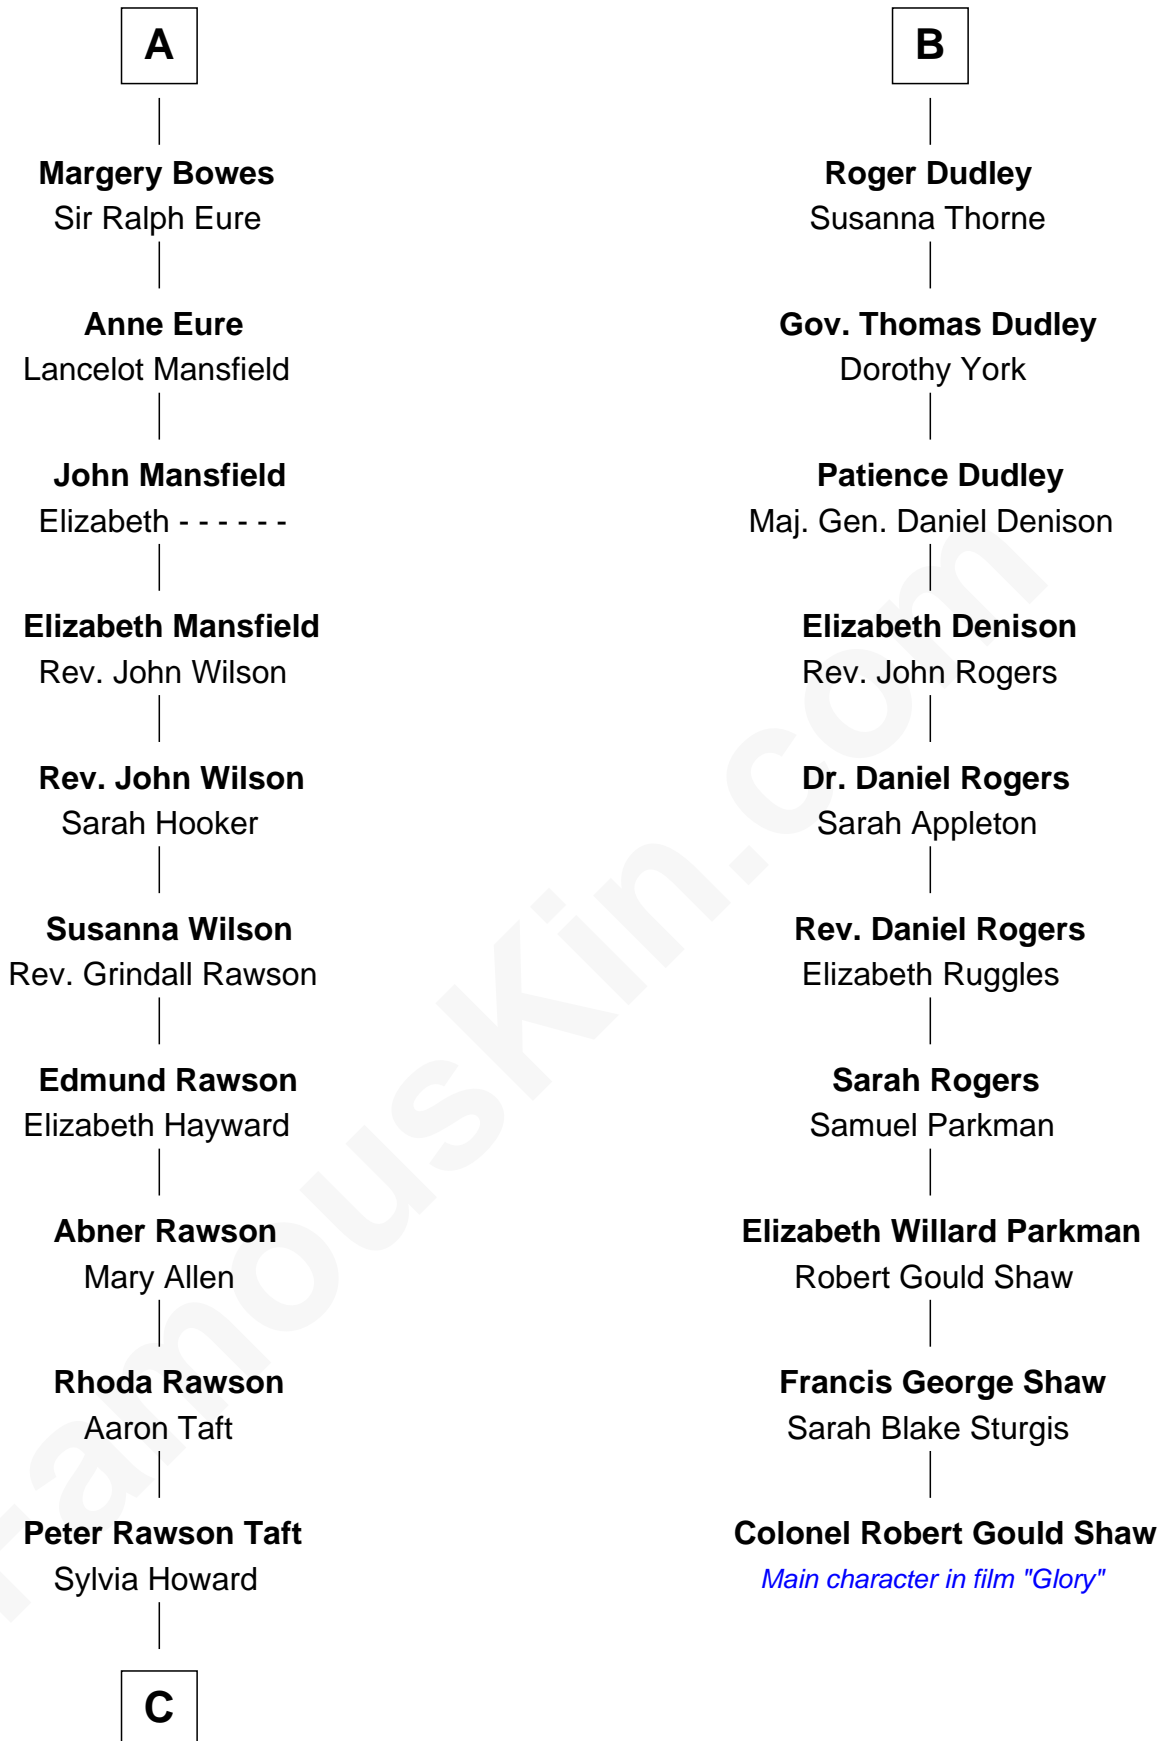 A
Margery Bowes
Sir Ralph Eure
Anne Eure
Lancelot Mansfield
John Mansfield
Elizabeth - - - - - -
Elizabeth Mansfield
Rev. John Wilson
Rev. John Wilson
Sarah Hooker
Susanna Wilson
Rev. Grindall Rawson
Edmund Rawson
Elizabeth Hayward
Abner Rawson
Mary Allen
Rhoda Rawson
Aaron Taft
Peter Rawson Taft
Sylvia Howard
C
B
Roger Dudley
Susanna Thorne
Gov. Thomas Dudley
Dorothy York
Patience Dudley
Maj. Gen. Daniel Denison
Elizabeth Denison
Rev. John Rogers
Dr. Daniel Rogers
Sarah Appleton
Rev. Daniel Rogers
Elizabeth Ruggles
Sarah Rogers
Samuel Parkman
Elizabeth Willard Parkman
Robert Gould Shaw
Francis George Shaw
Sarah Blake Sturgis
Colonel Robert Gould Shaw
Main character in film "Glory"
FamousKin.com